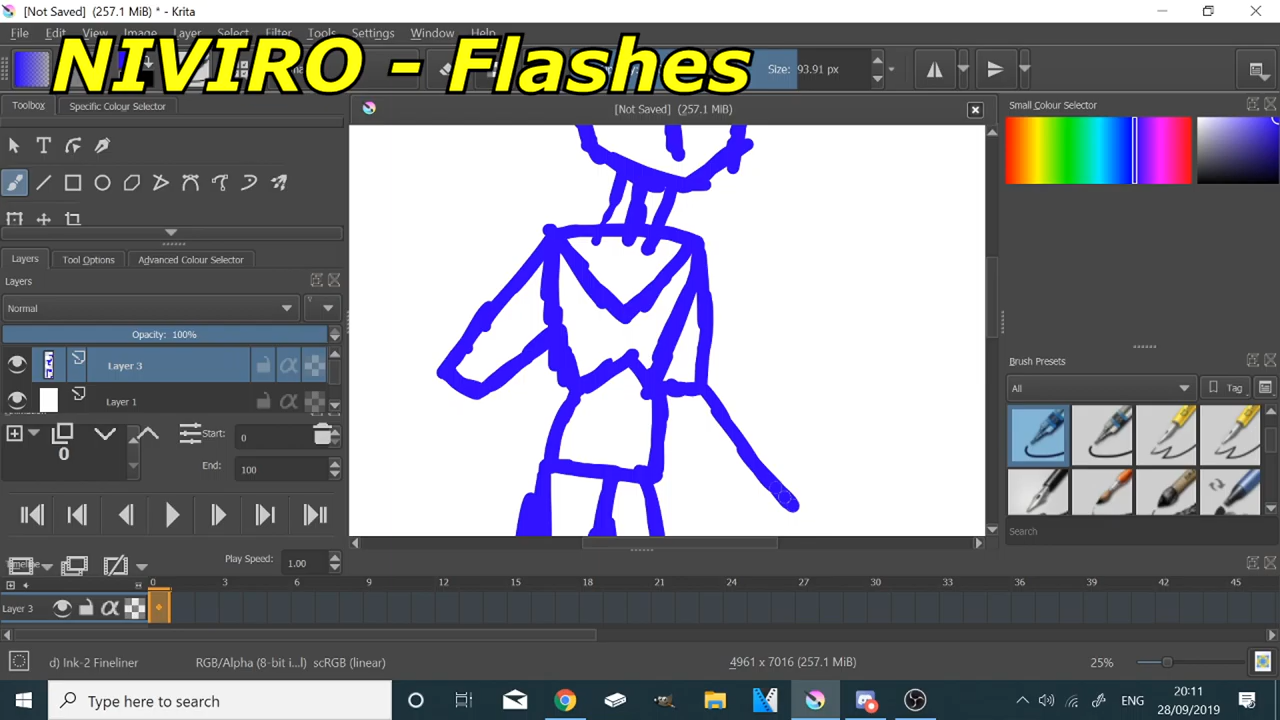 [Not Saved] (257.1 MiB) * - Krita
File Edit View Image Layer Select Filter Tools Settings Window Help
NIVIRO - Flashes
Size: 93.91 px
Toolbox Specific Colour Selector
[Not Saved] (257.1 MiB)
Small Colour Selector
Layers Tool Options Advanced Colour Selector
Layers
Normal
Opacity: 100%
Layer 3
Layer 1
Brush Presets
All
Tag
Start: 0
0
End: 100
Search
Play Speed: 1.00
0 3 6 9 12 15 18 21 24 27 30 33 36 39 42 45
Layer 3
d) Ink-2 Fineliner
RGB/Alpha (8-bit i...l) scRGB (linear)
4961 x 7016 (257.1 MiB)
25%
Type here to search
ENG
20:11
28/09/2019